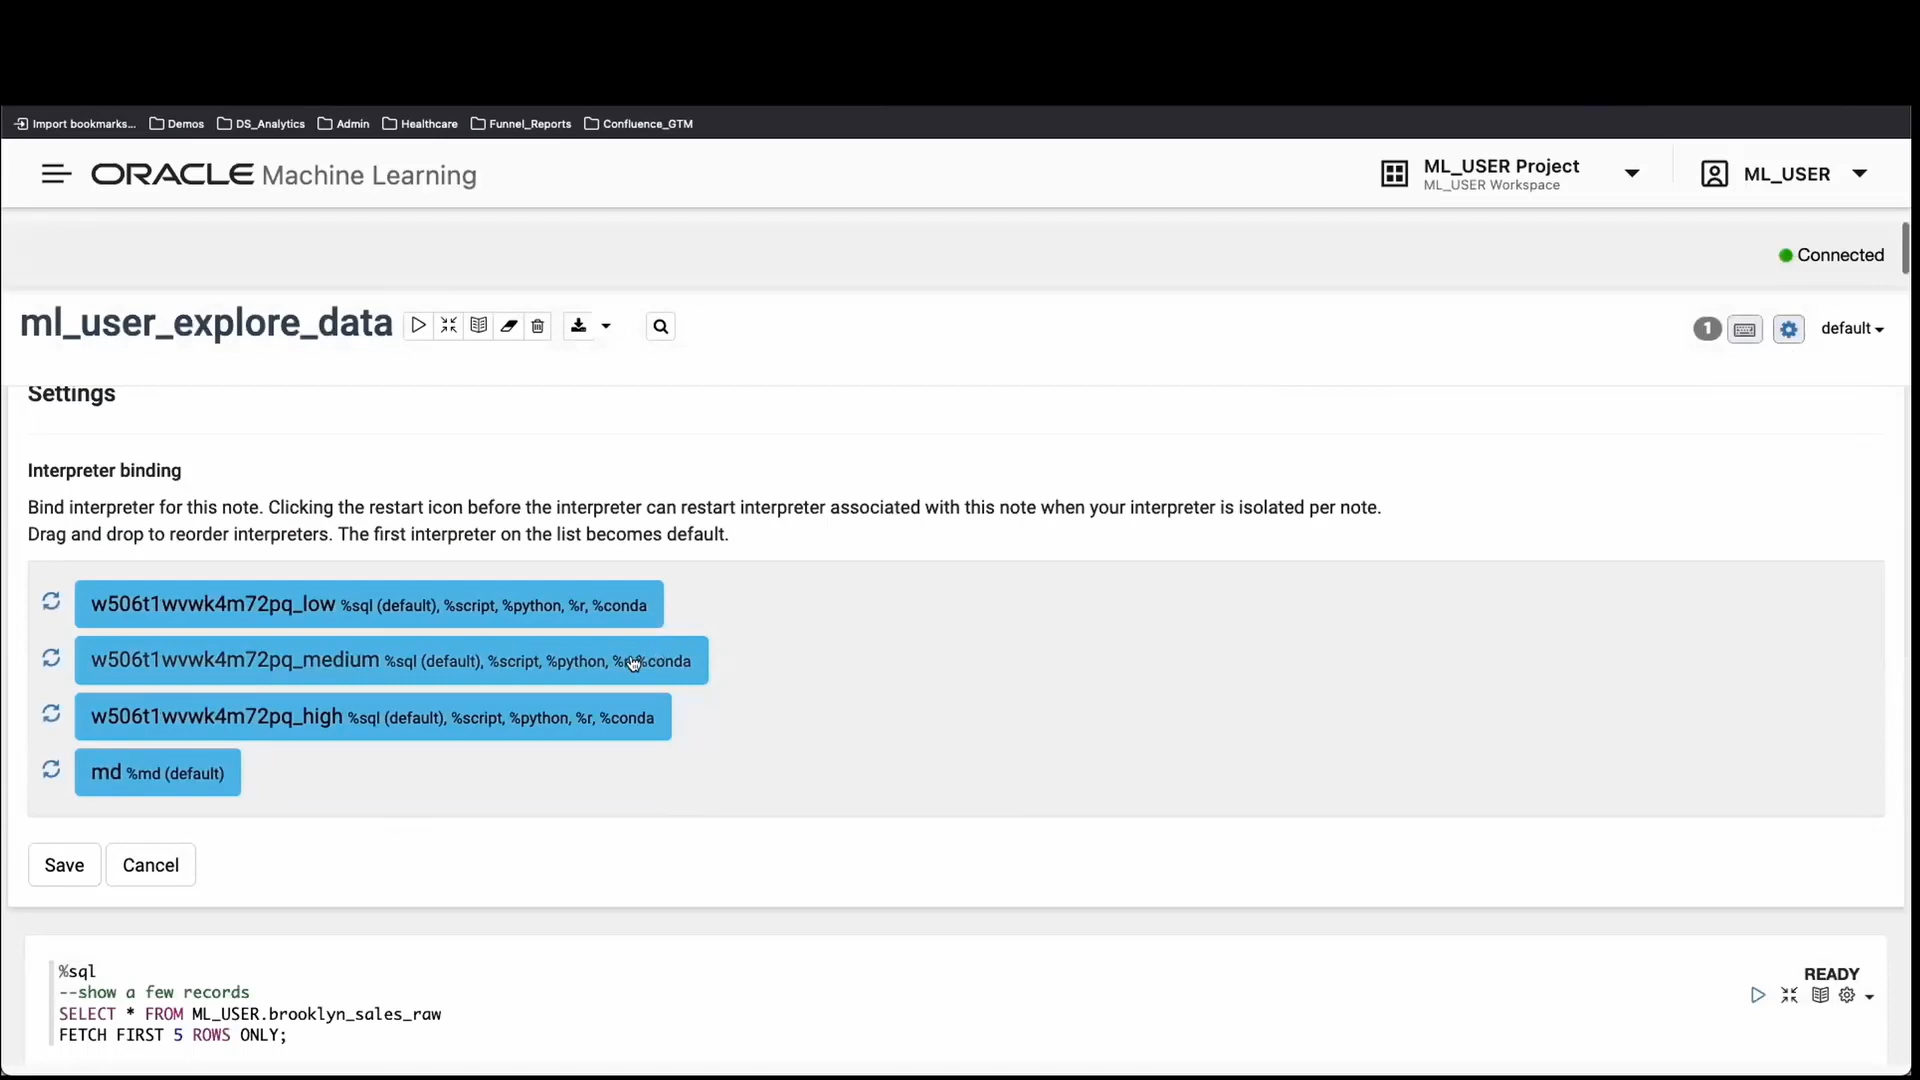 Import bookmarks... Demos DS_Analytics Admin Healthcare Funnel_Reports Confluence_GTM
ORACLE Machine Learning
ML_USER Project
ML_USER Workspace
ML_USER
Connected
ml_user_explore_data
1
default
Settings
Interpreter binding
Bind interpreter for this note. Clicking the restart icon before the interpreter can restart interpreter associated with this note when your interpreter is isolated per note.
Drag and drop to reorder interpreters. The first interpreter on the list becomes default.
w506t1wvwk4m72pq_low %sql (default), %script, %python, %r, %conda
w506t1wvwk4m72pq_medium %sql (default), %script, %python, %r, %conda
w506t1wvwk4m72pq_high %sql (default), %script, %python, %r, %conda
md %md (default)
Save Cancel
%sql
--show a few records
SELECT * FROM ML_USER.brooklyn_sales_raw
FETCH FIRST 5 ROWS ONLY;
READY